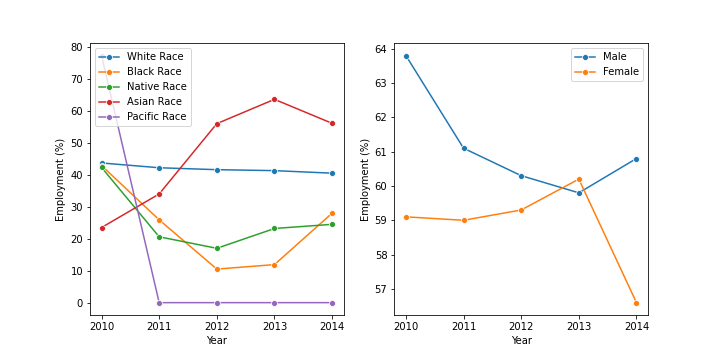 80
70
60
50
40
30
20
10
0
Employment (%)
White Race
Black Race
Native Race
Asian Race
Pacific Race
2010 2011 2012 2013 2014
Year
64
63
62
61
60
59
58
57
Employment (%)
Male
Female
2010 2011 2012 2013 2014
Year